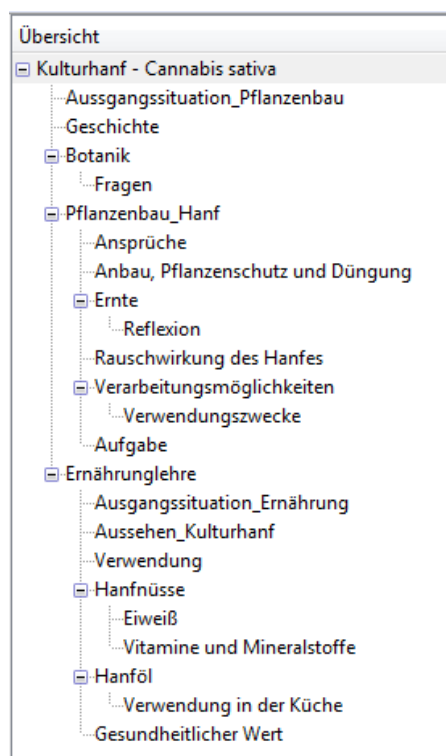 Übersicht
Kulturhanf - Cannabis sativa
Aussgangssituation_Pflanzenbau
Geschichte
Botanik
Fragen
Pflanzenbau_Hanf
Ansprüche
Anbau, Pflanzenschutz und Düngung
Ernte
Reflexion
Rauschwirkung des Hanfes
Verarbeitungsmöglichkeiten
Verwendungszwecke
Aufgabe
Ernährunglehre
Ausgangssituation_Ernährung
Aussehen_Kulturhanf
Verwendung
Hanfnüsse
Eiweiß
Vitamine und Mineralstoffe
Hanföl
Verwendung in der Küche
Gesundheitlicher Wert